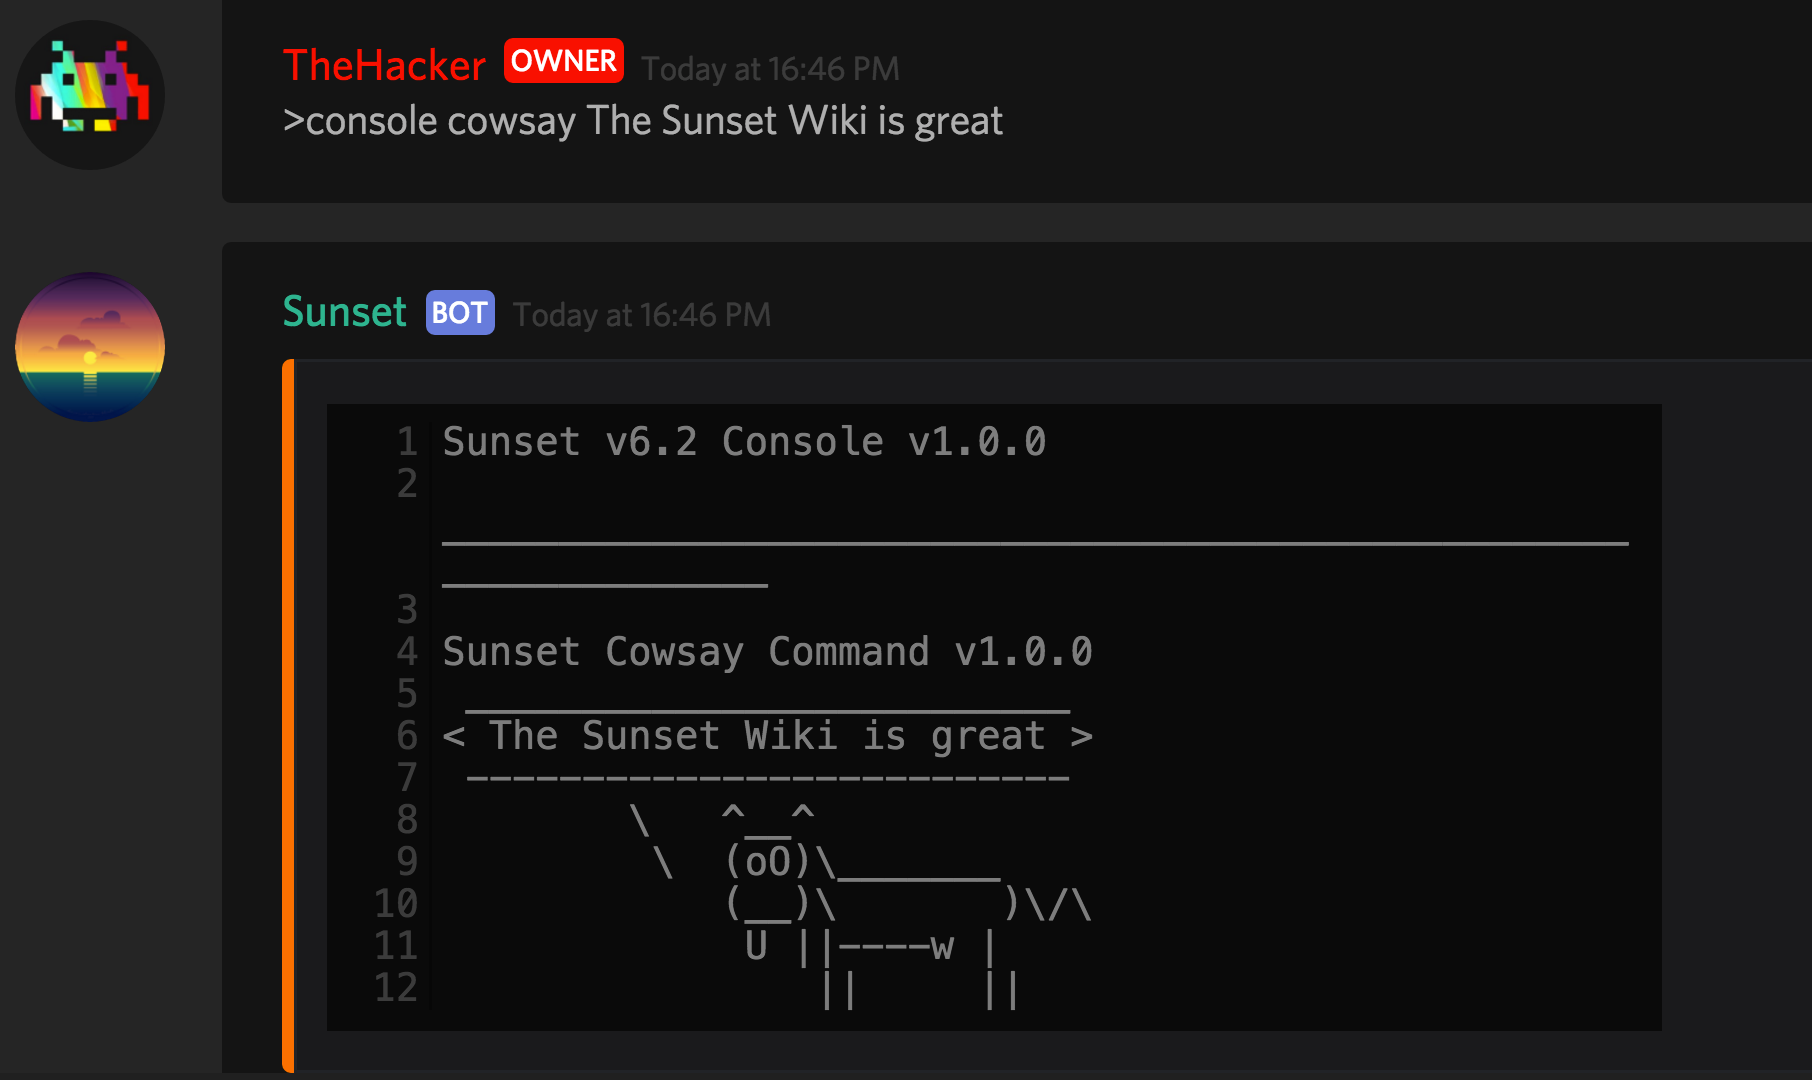 TheHacker OWNER Today at 16:46 PM
>console cowsay The Sunset Wiki is great
Sunset BOT Today at 16:46 PM
1 Sunset v6.2 Console v1.0.0
2
___________________________________________________
______________
3
4 Sunset Cowsay Command v1.0.0
5  __________________________
6 < The Sunset Wiki is great >
7  --------------------------
8         \   ^__^
9          \  (oO)\_______
10            (__)\       )\/\
11             U ||----w |
12                ||     ||